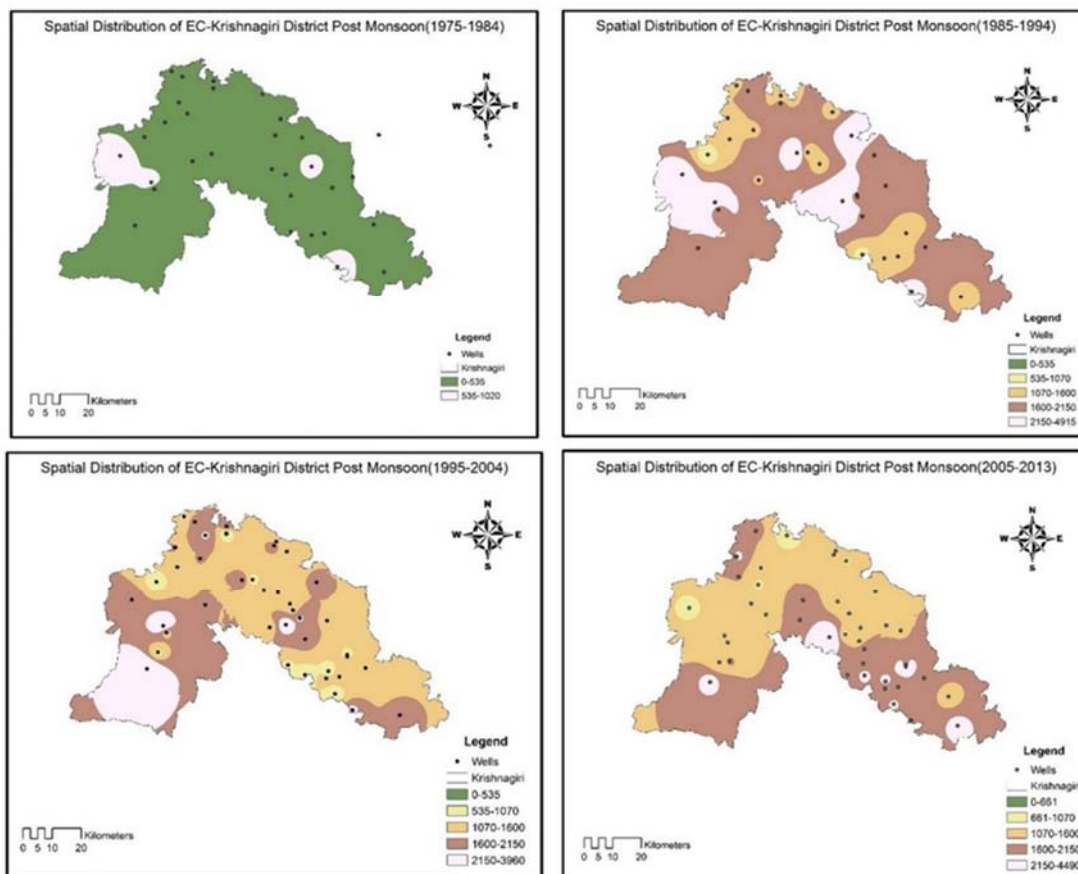 Spatial Distribution of EC-Krishnagiri District Post Monsoon(1975-1984)
N
W E
S
Legend
Wells
Krishnagiri
0-535
535-1020
Kilometers
0 5 10 20
Spatial Distribution of EC-Krishnagiri District Post Monsoon(1985-1994)
N
W E
S
Legend
Wells
Krishnagiri
0-535
535-1070
1070-1600
1600-2150
2150-4915
Kilometers
0 5 10 20
Spatial Distribution of EC-Krishnagiri District Post Monsoon(1995-2004)
N
W E
S
Legend
Wells
Krishnagiri
0-535
535-1070
1070-1600
1600-2150
2150-3960
Kilometers
0 5 10 20
Spatial Distribution of EC-Krishnagiri District Post Monsoon(2005-2013)
N
W E
S
Legend
Wells
Krishnagiri
0-661
661-1070
1070-1600
1600-2150
2150-4490
Kilometers
0 5 10 20